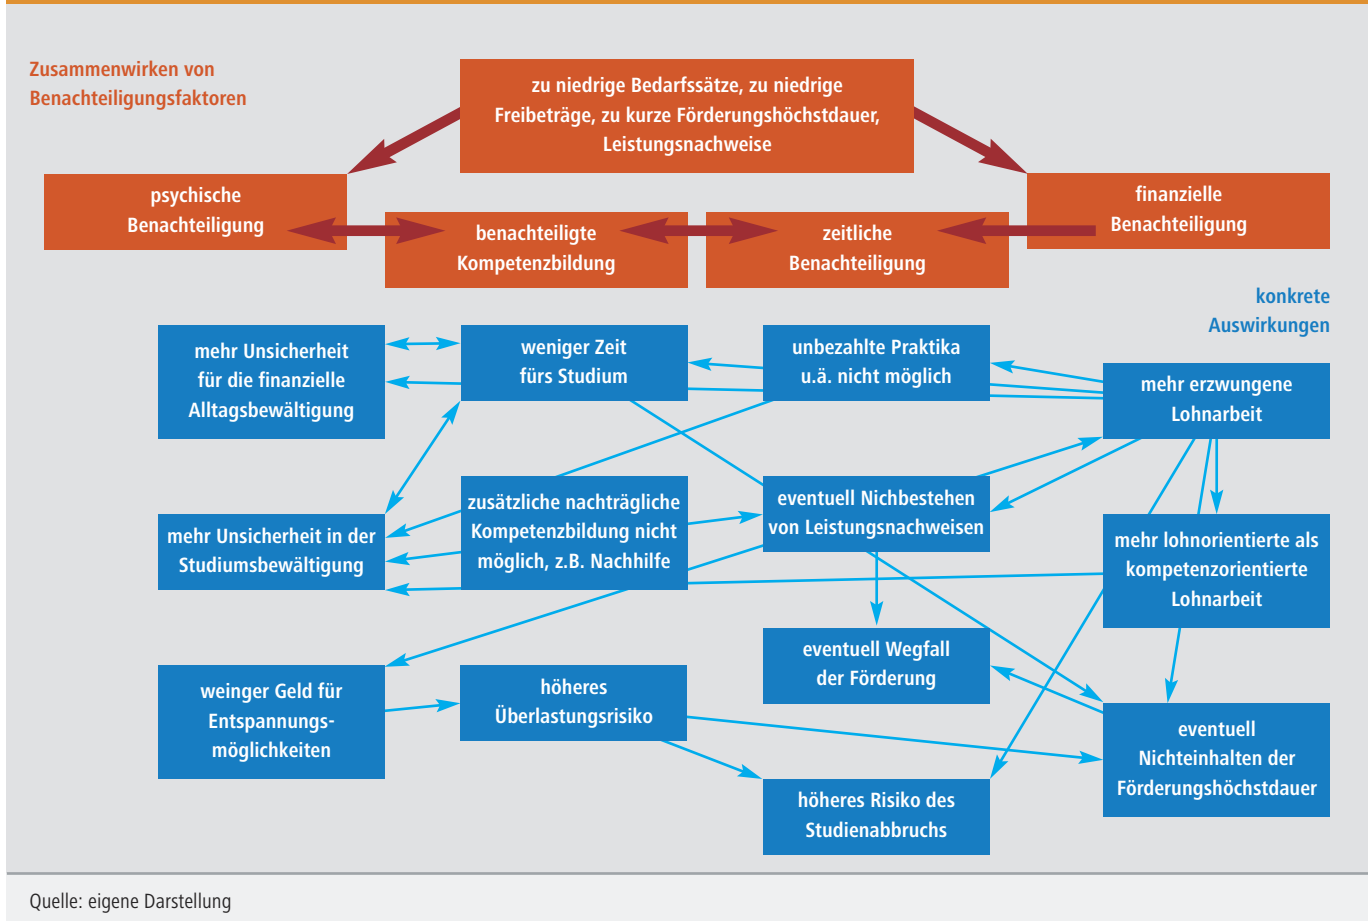 Zusammenwirken von
Benachteiligungsfaktoren
zu niedrige Bedarfssätze, zu niedrige
Freibeträge, zu kurze Förderungshöchstdauer,
Leistungsnachweise
psychische
Benachteiligung
finanzielle
Benachteiligung
benachteiligte
Kompetenzbildung
zeitliche
Benachteiligung
konkrete
Auswirkungen
mehr Unsicherheit
für die finanzielle
Alltagsbewältigung
weniger Zeit
fürs Studium
unbezahlte Praktika
u.ä. nicht möglich
mehr erzwungene
Lohnarbeit
mehr Unsicherheit in der
Studiumsbewältigung
zusätzliche nachträgliche
Kompetenzbildung nicht
möglich, z.B. Nachhilfe
eventuell Nichbestehen
von Leistungsnachweisen
mehr lohnorientierte als
kompetenzorientierte
Lohnarbeit
eventuell Wegfall
der Förderung
weinger Geld für
Entspannungs-
möglichkeiten
höheres
Überlastungsrisiko
eventuell
Nichteinhalten der
Förderungshöchstdauer
höheres Risiko des
Studienabbruchs
Quelle: eigene Darstellung